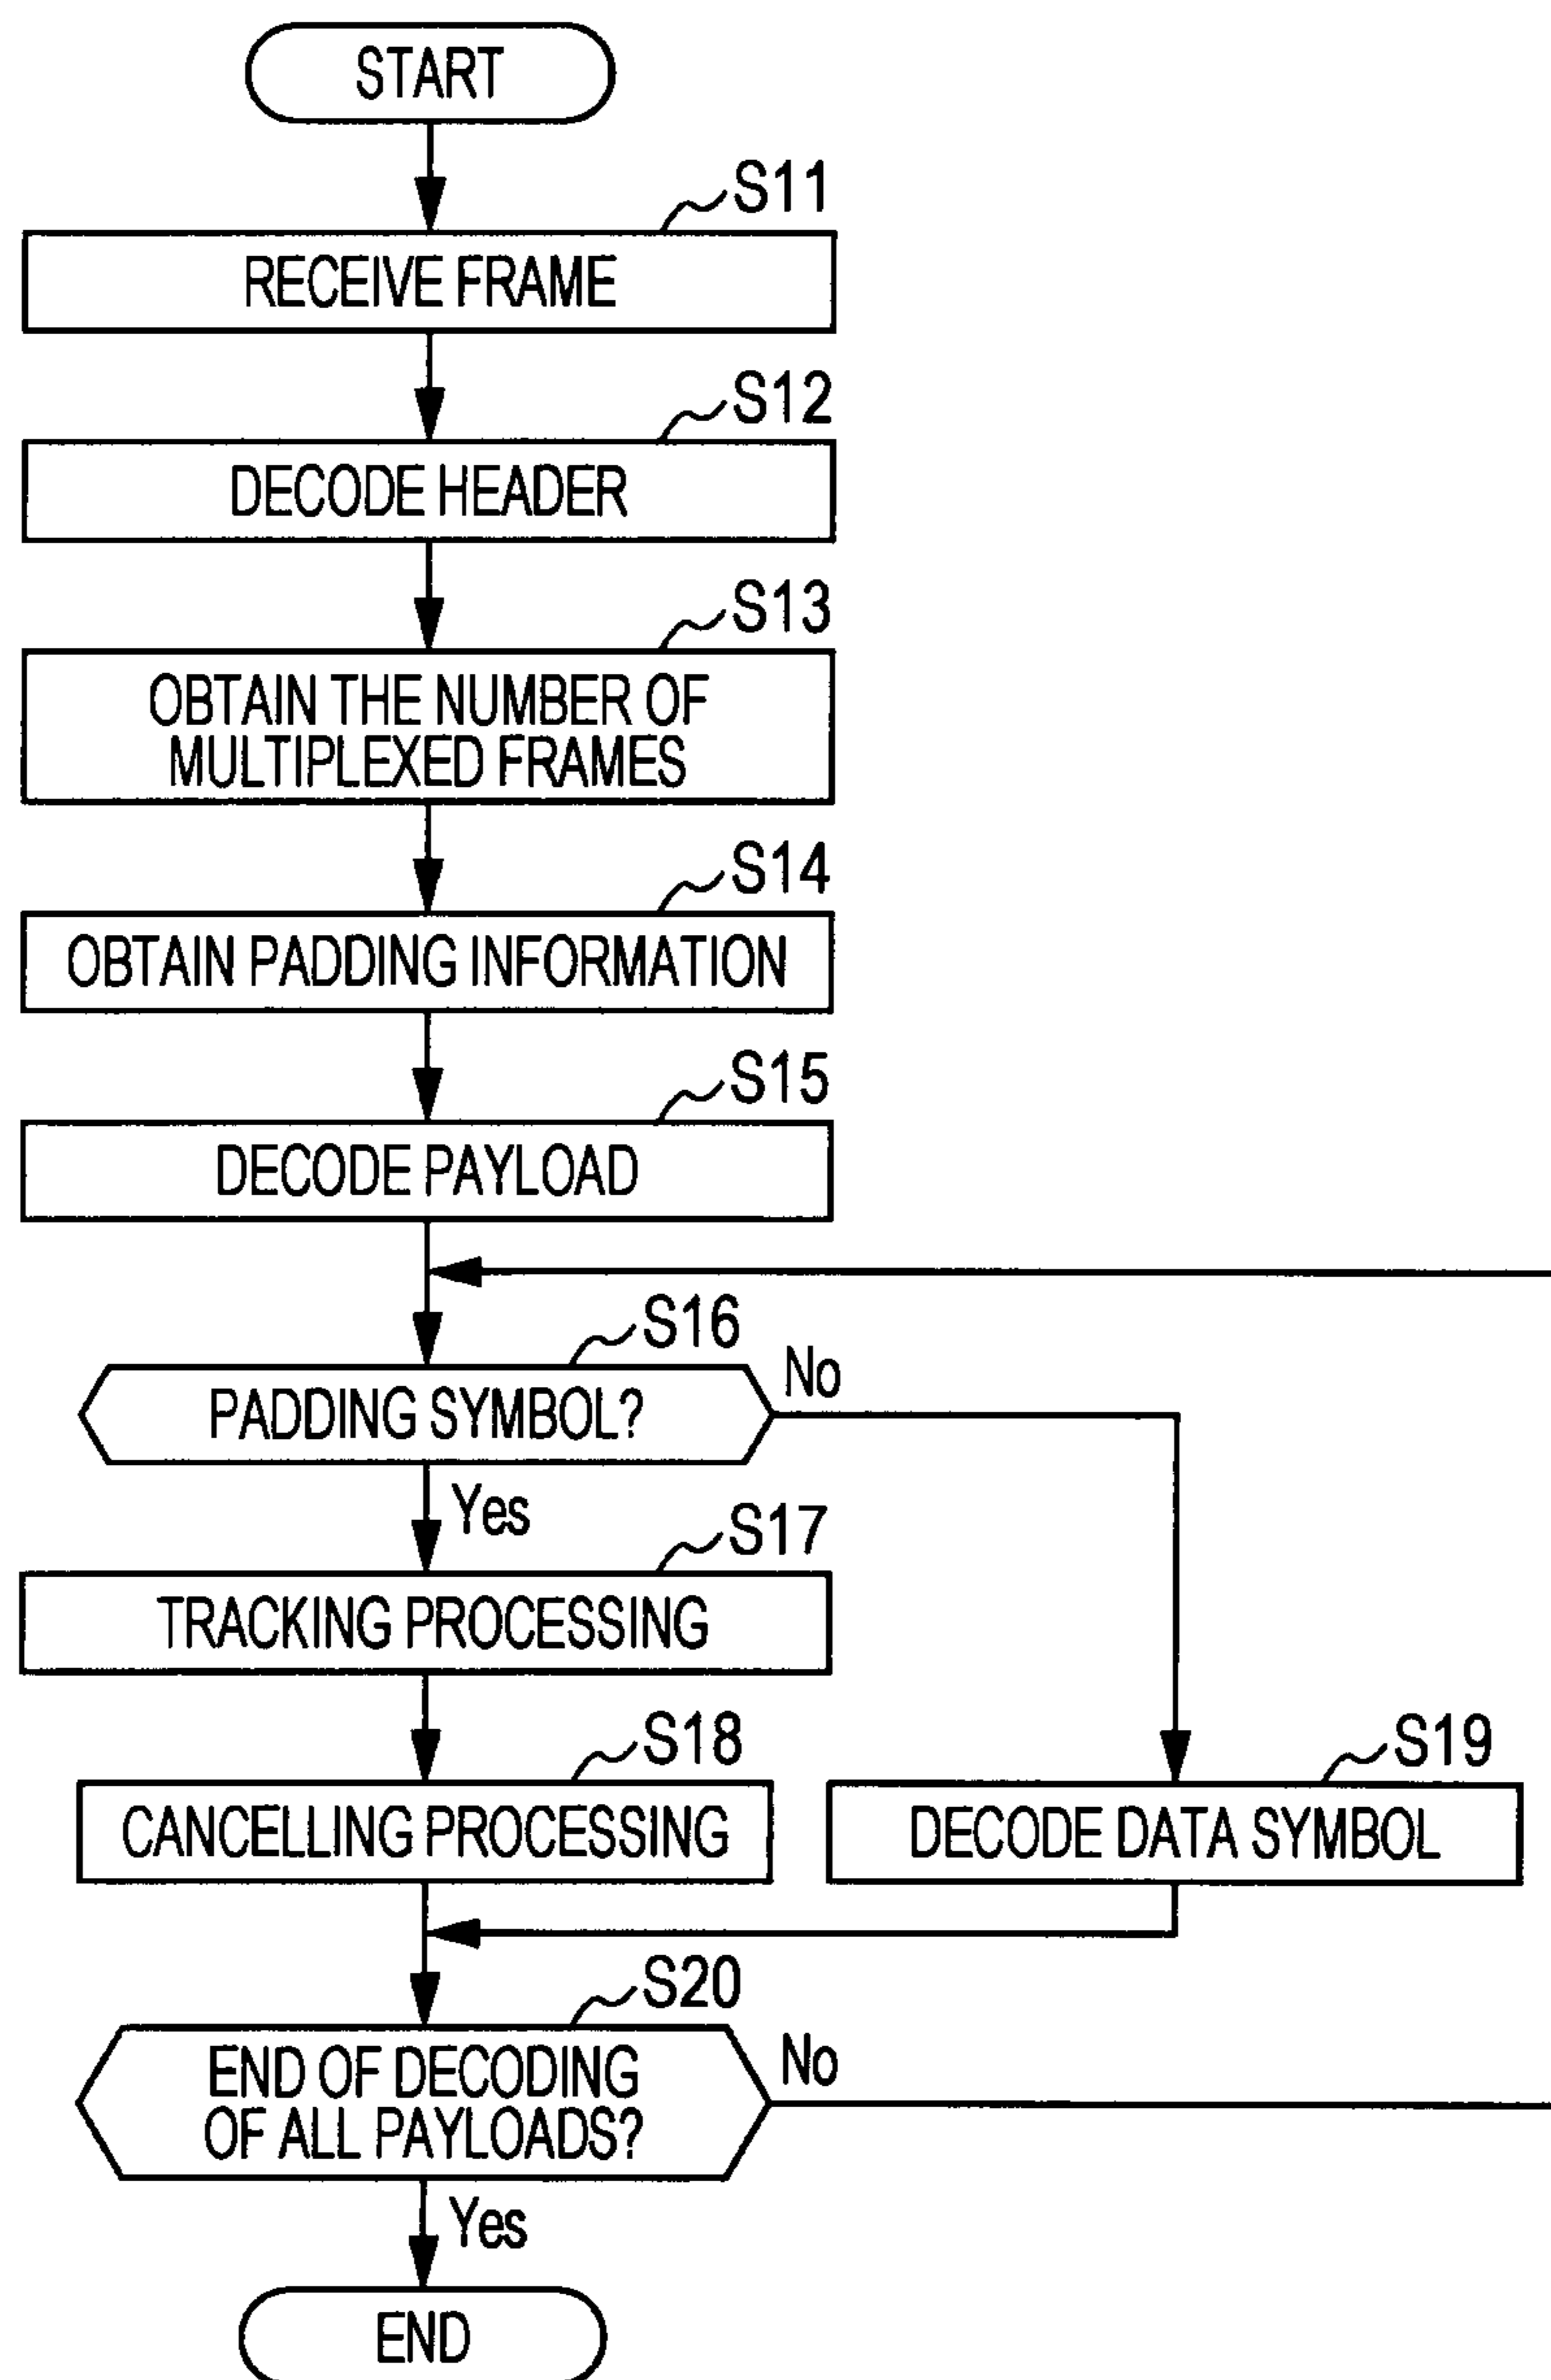 START
S11
RECEIVE FRAME
S12
DECODE HEADER
S13
OBTAIN THE NUMBER OF
MULTIPLEXED FRAMES
S14
OBTAIN PADDING INFORMATION
S15
DECODE PAYLOAD
S16
PADDING SYMBOL?
No
Yes
S17
TRACKING PROCESSING
S18
CANCELLING PROCESSING
S19
DECODE DATA SYMBOL
S20
END OF DECODING
OF ALL PAYLOADS?
No
Yes
END